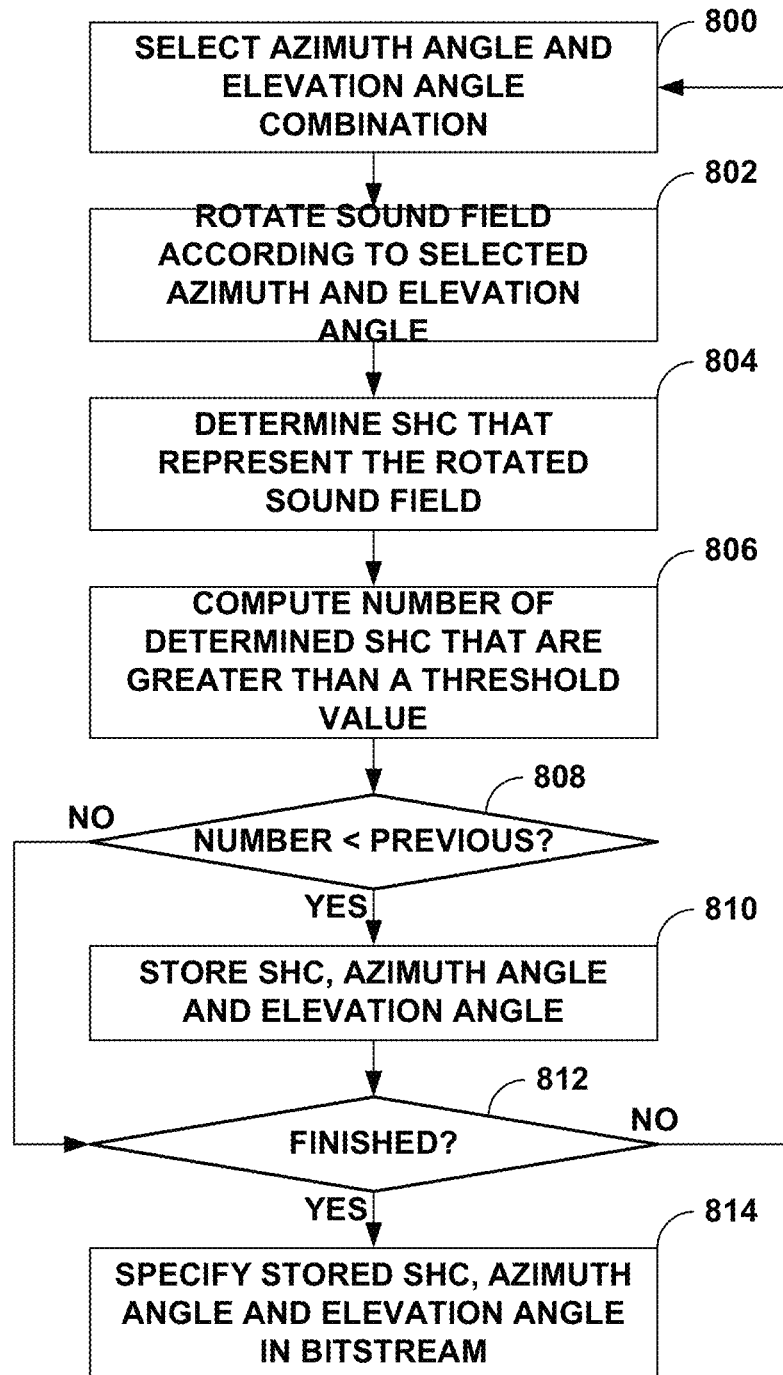 800
SELECT AZIMUTH ANGLE AND
ELEVATION ANGLE
COMBINATION
802
ROTATE SOUND FIELD
ACCORDING TO SELECTED
AZIMUTH AND ELEVATION
ANGLE
804
DETERMINE SHC THAT
REPRESENT THE ROTATED
SOUND FIELD
806
COMPUTE NUMBER OF
DETERMINED SHC THAT ARE
GREATER THAN A THRESHOLD
VALUE
808
NO
NUMBER < PREVIOUS?
YES
810
STORE SHC, AZIMUTH ANGLE
AND ELEVATION ANGLE
812
NO
FINISHED?
YES
814
SPECIFY STORED SHC, AZIMUTH
ANGLE AND ELEVATION ANGLE
IN BITSTREAM